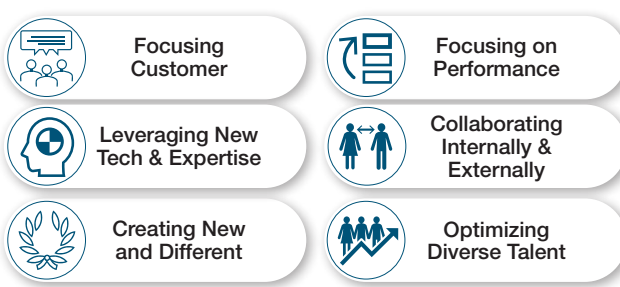 Focusing
Customer
Focusing on
Performance
Leveraging New
Tech & Expertise
Collaborating
Internally &
Externally
Creating New
and Different
Optimizing
Diverse Talent